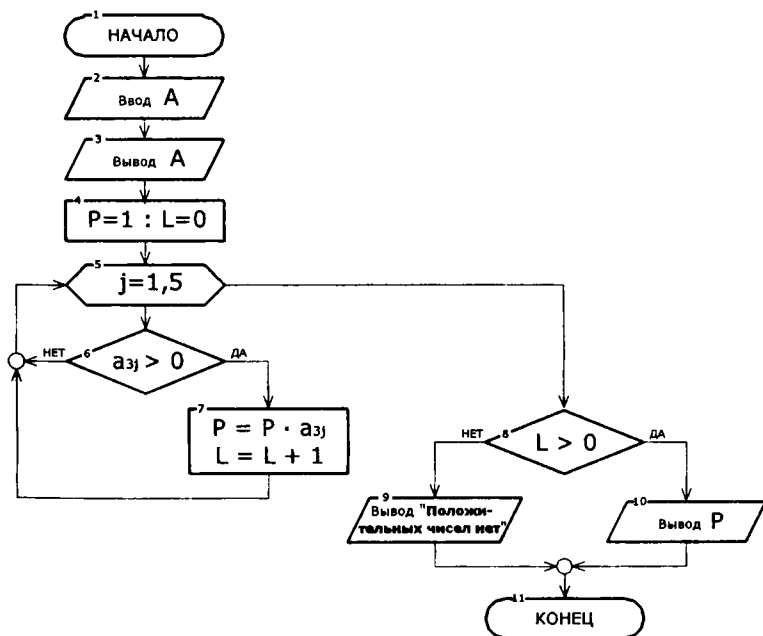 1
НАЧАЛО
2
Ввод A
3
Вывод A
4
P=1 : L=0
5
j=1,5
6
a3j > 0
НЕТ
ДА
7
P = P · a3j
L = L + 1
8
L > 0
НЕТ
ДА
9
Вывод "Положи-
тельных чисел нет"
10
Вывод P
11
КОНЕЦ